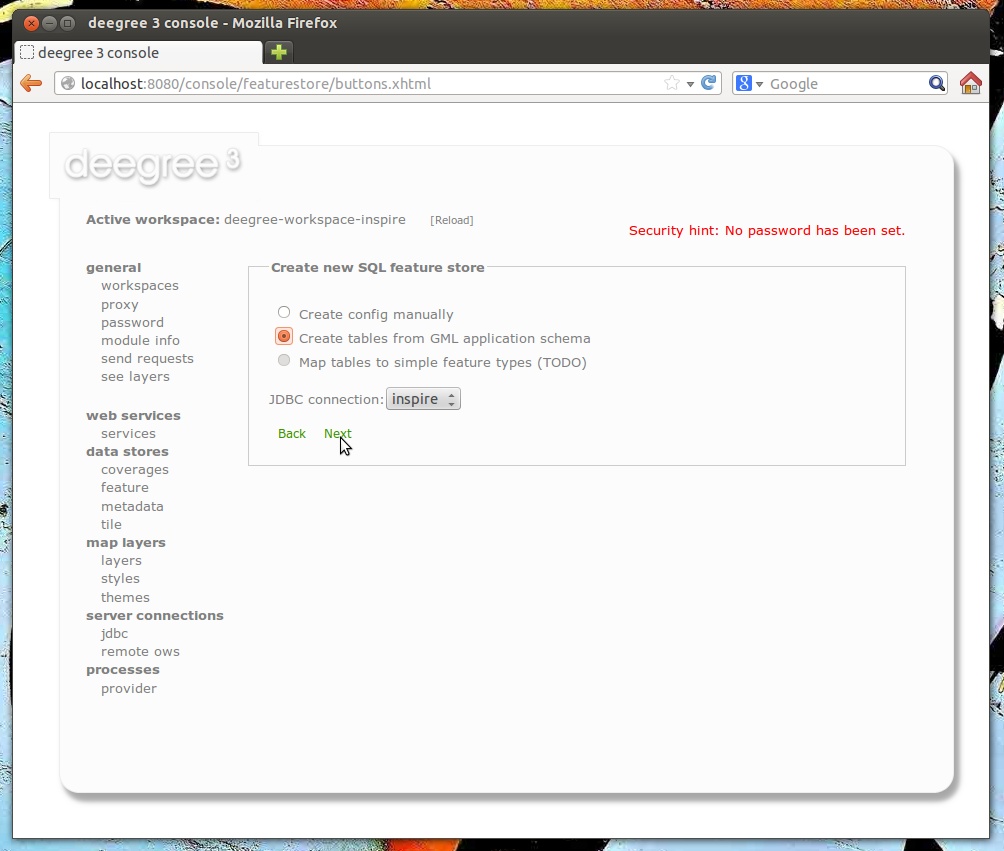 deegree 3 console - Mozilla Firefox
deegree 3 console
localhost:8080/console/featurestore/buttons.xhtml
Google
deegree 3
Active workspace: deegree-workspace-inspire [Reload]
Security hint: No password has been set.
general
workspaces
proxy
password
module info
send requests
see layers
web services
services
data stores
coverages
feature
metadata
tile
map layers
layers
styles
themes
server connections
jdbc
remote ows
processes
provider
Create new SQL feature store
Create config manually
Create tables from GML application schema
Map tables to simple feature types (TODO)
JDBC connection: inspire
Back Next